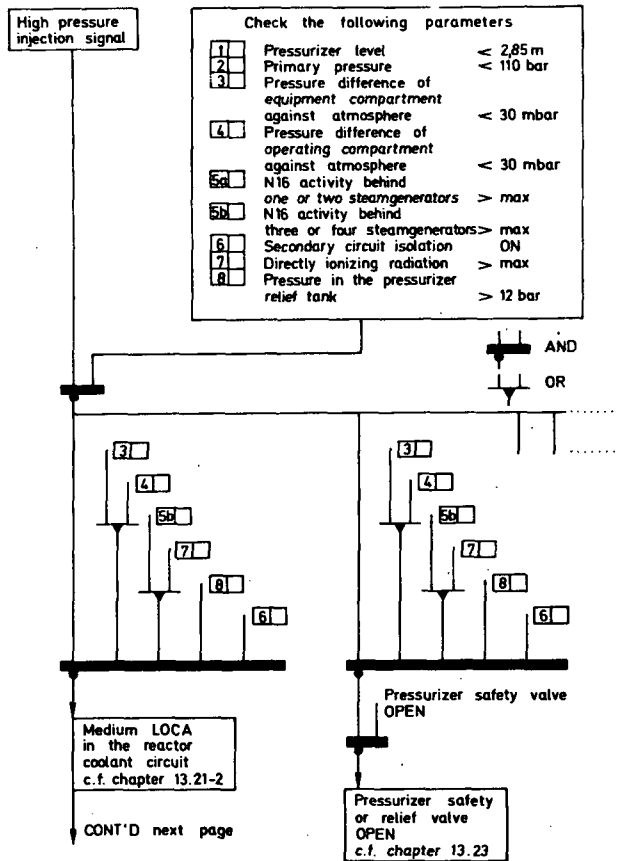 High pressure
injection signal
Check the following parameters
1 Pressurizer level < 2,85 m
2 Primary pressure < 110 bar
3 Pressure difference of
equipment compartment
against atmosphere < 30 mbar
4 Pressure difference of
operating compartment
against atmosphere < 30 mbar
5a N16 activity behind
one or two steamgenerators > max
5b N16 activity behind
three or four steamgenerators > max
6 Secondary circuit isolation ON
7 Directly ionizing radiation > max
8 Pressure in the pressurizer
relief tank > 12 bar
AND
OR
3
4
5b
7
8
6
3
4
5b
7
8
6
Pressurizer safety valve
OPEN
Medium LOCA
in the reactor
coolant circuit
c.f. chapter 13.21-2
CONT'D next page
Pressurizer safety
or relief valve
OPEN
c.f. chapter 13.23